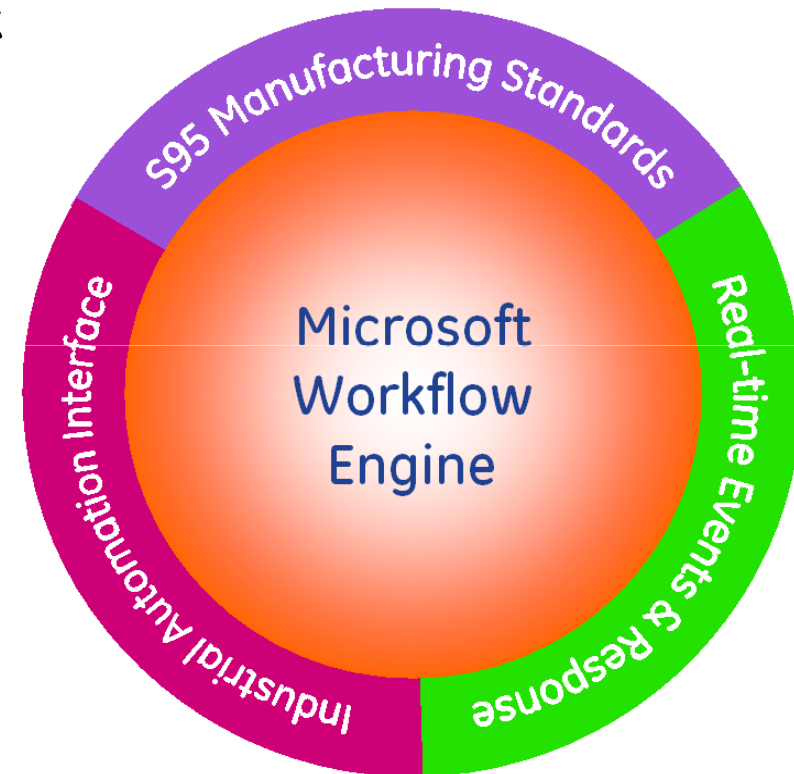 S95 Manufacturing Standards
Real-time Events & Response
Industrial Automation Interface
Microsoft
Workflow
Engine